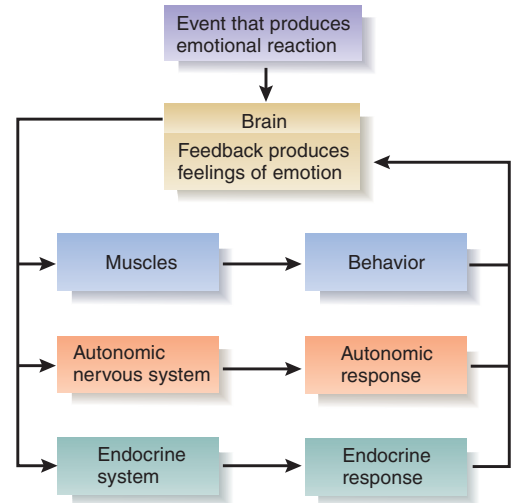 Event that produces
emotional reaction
Brain
Feedback produces
feelings of emotion
Muscles
Behavior
Autonomic
nervous system
Autonomic
response
Endocrine
system
Endocrine
response